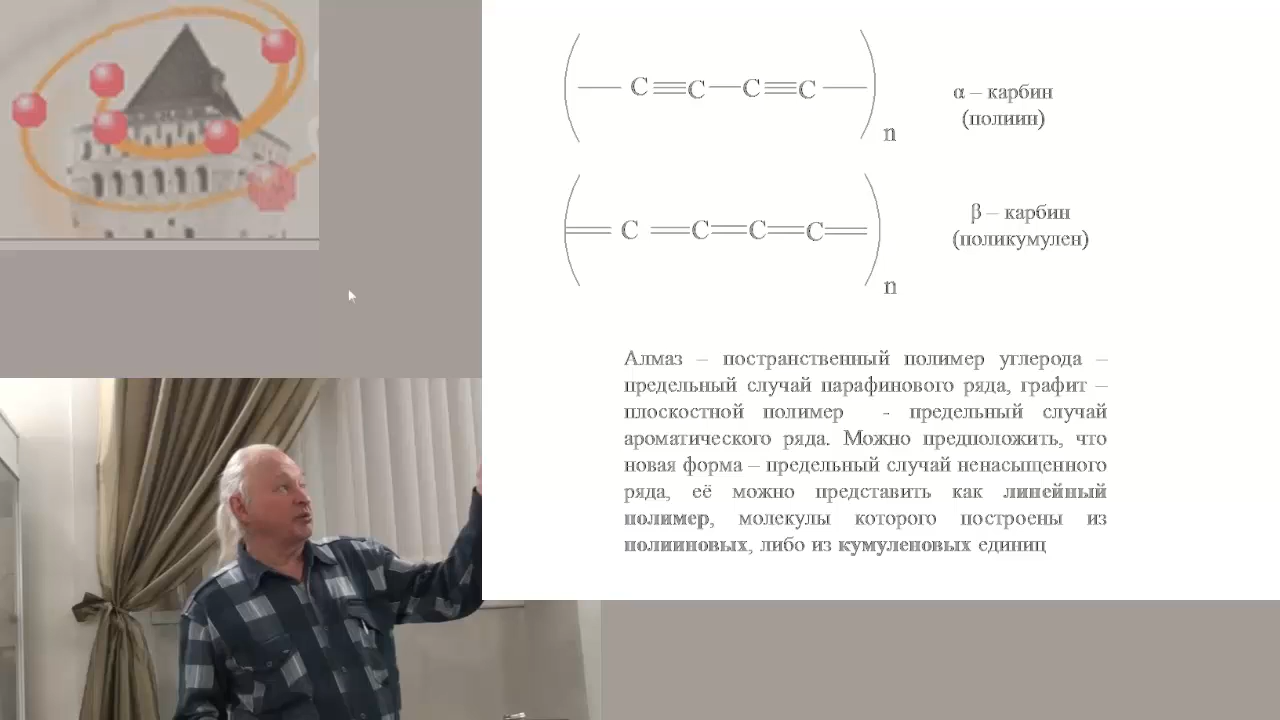 — C≡C—C≡C —
n
α – карбин
(полиин)
= C =C=C=C=
n
β – карбин
(поликумулен)
Алмаз – постранственный полимер углерода –
предельный случай парафинового ряда, графит –
плоскостной полимер - предельный случай
ароматического ряда. Можно предположить, что
новая форма – предельный случай ненасыщенного
ряда, её можно представить как линейный
полимер, молекулы которого построены из
полииновых, либо из кумуленовых единиц